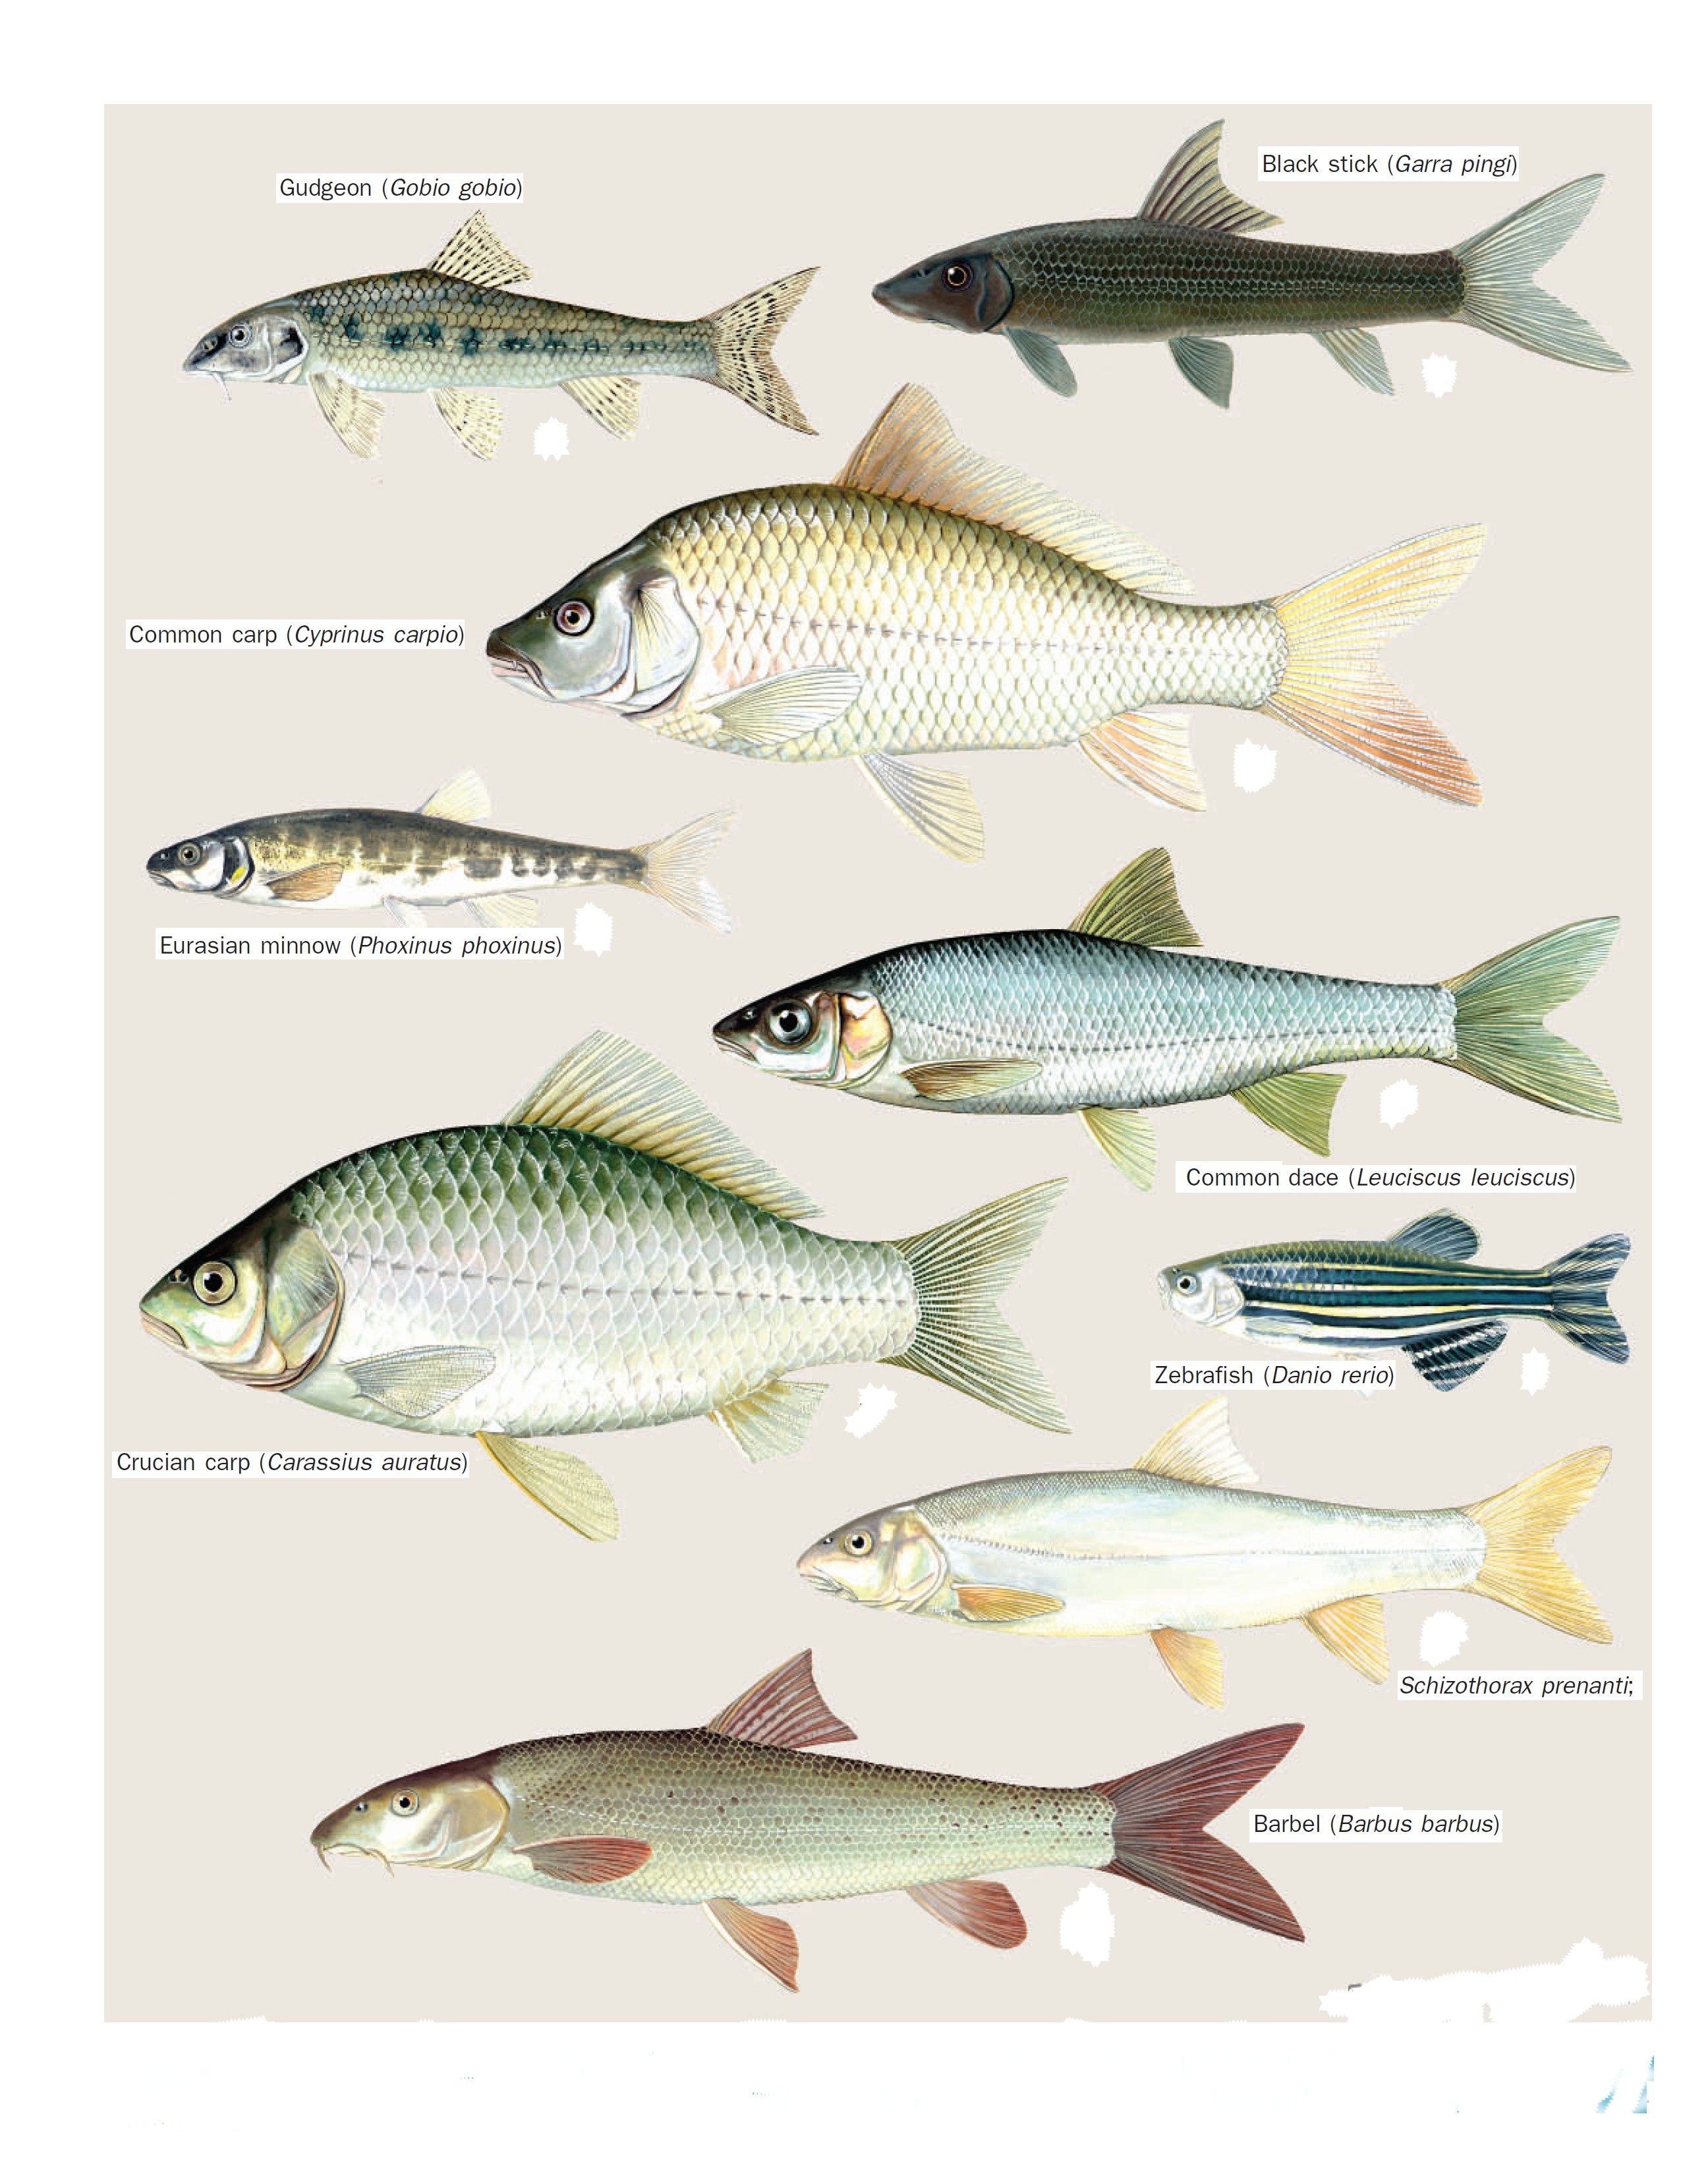 Black stick (Garra pingi)
Gudgeon (Gobio gobio)
Common carp (Cyprinus carpio)
Eurasian minnow (Phoxinus phoxinus)
Common dace (Leuciscus leuciscus)
Zebrafish (Danio rerio)
Crucian carp (Carassius auratus)
Schizothorax prenanti;
Barbel (Barbus barbus)